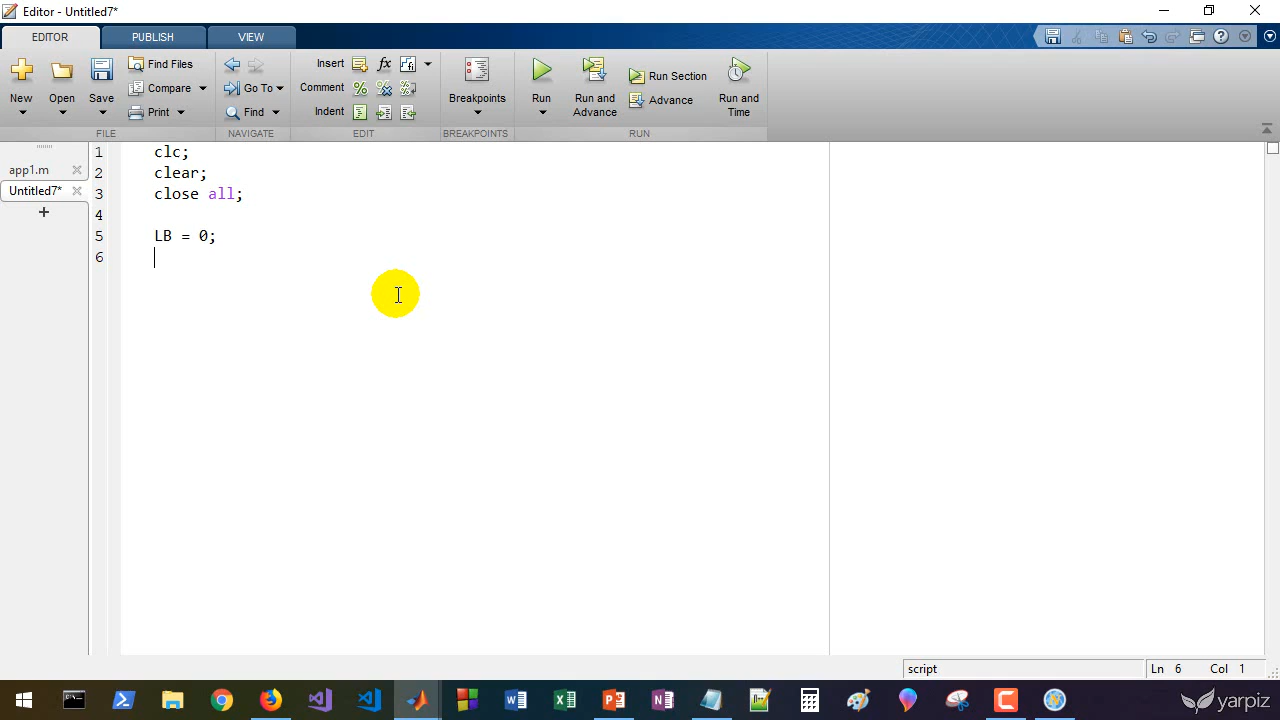 Editor - Untitled7*
EDITOR PUBLISH VIEW
New Open Save Find Files Compare Print
FILE
Go To Find
NAVIGATE
Insert fx
Comment
Indent
EDIT
Breakpoints
BREAKPOINTS
Run Run and Advance Run Section Advance Run and Time
RUN
app1.m
Untitled7*
1 clc;
2 clear;
3 close all;
4
5 LB = 0;
6
script Ln 6 Col 1
yarpiz